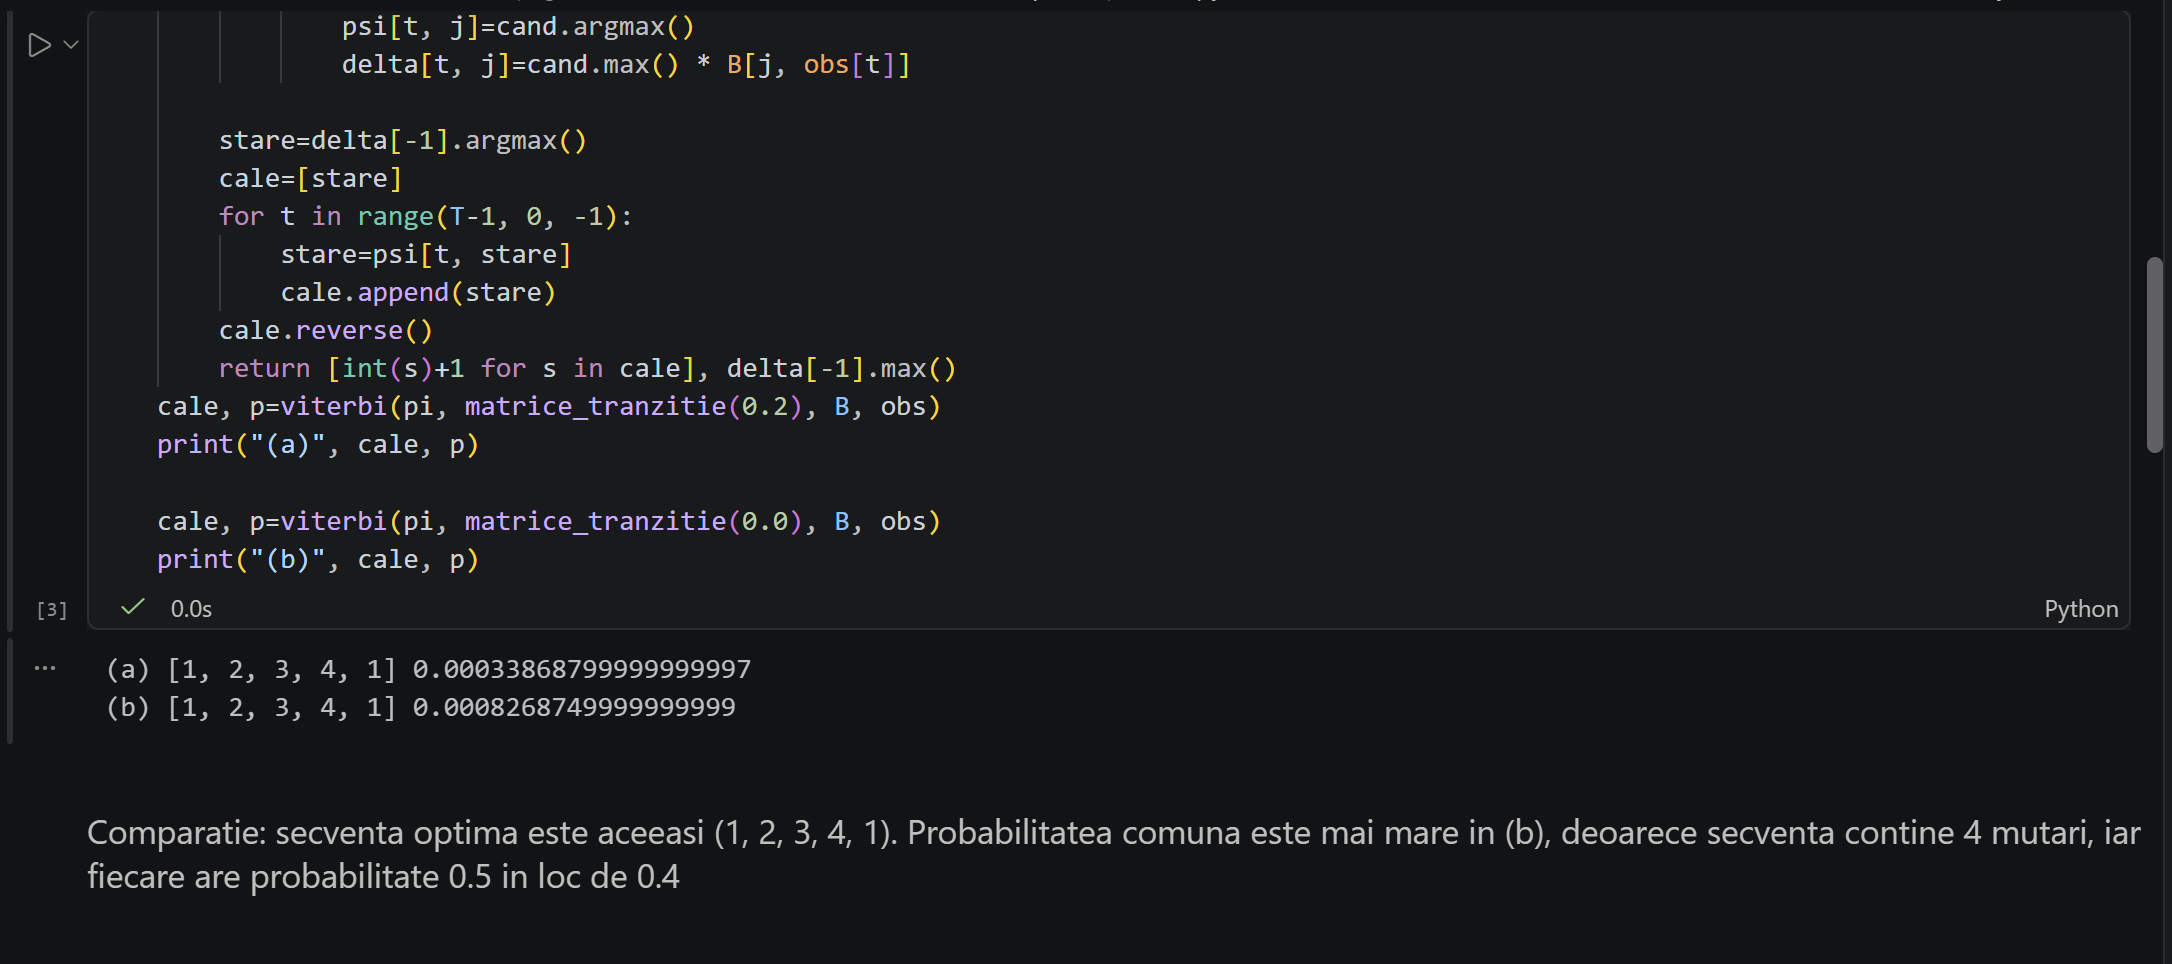 psi[t, j]=cand.argmax()
delta[t, j]=cand.max() * B[j, obs[t]]
stare=delta[-1].argmax()
cale=[stare]
for t in range(T-1, 0, -1):
stare=psi[t, stare]
cale.append(stare)
cale.reverse()
return [int(s)+1 for s in cale], delta[-1].max()
cale, p=viterbi(pi, matrice_tranzitie(0.2), B, obs)
print("(a)", cale, p)
cale, p=viterbi(pi, matrice_tranzitie(0.0), B, obs)
print("(b)", cale, p)
[3] 0.0s Python
(a) [1, 2, 3, 4, 1] 0.00033868799999999997
(b) [1, 2, 3, 4, 1] 0.0008268749999999999
Comparatie: secventa optima este aceeasi (1, 2, 3, 4, 1). Probabilitatea comuna este mai mare in (b), deoarece secventa contine 4 mutari, iar
fiecare are probabilitate 0.5 in loc de 0.4